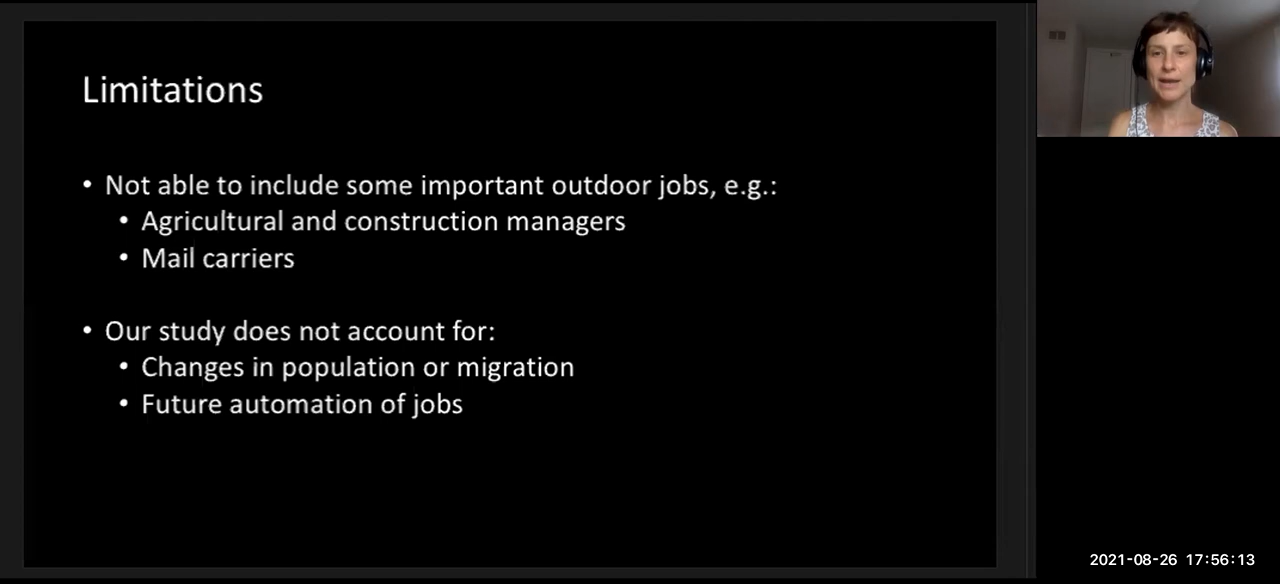 Limitations
• Not able to include some important outdoor jobs, e.g.:
• Agricultural and construction managers
• Mail carriers
• Our study does not account for:
• Changes in population or migration
• Future automation of jobs
2021-08-26 17:56:13